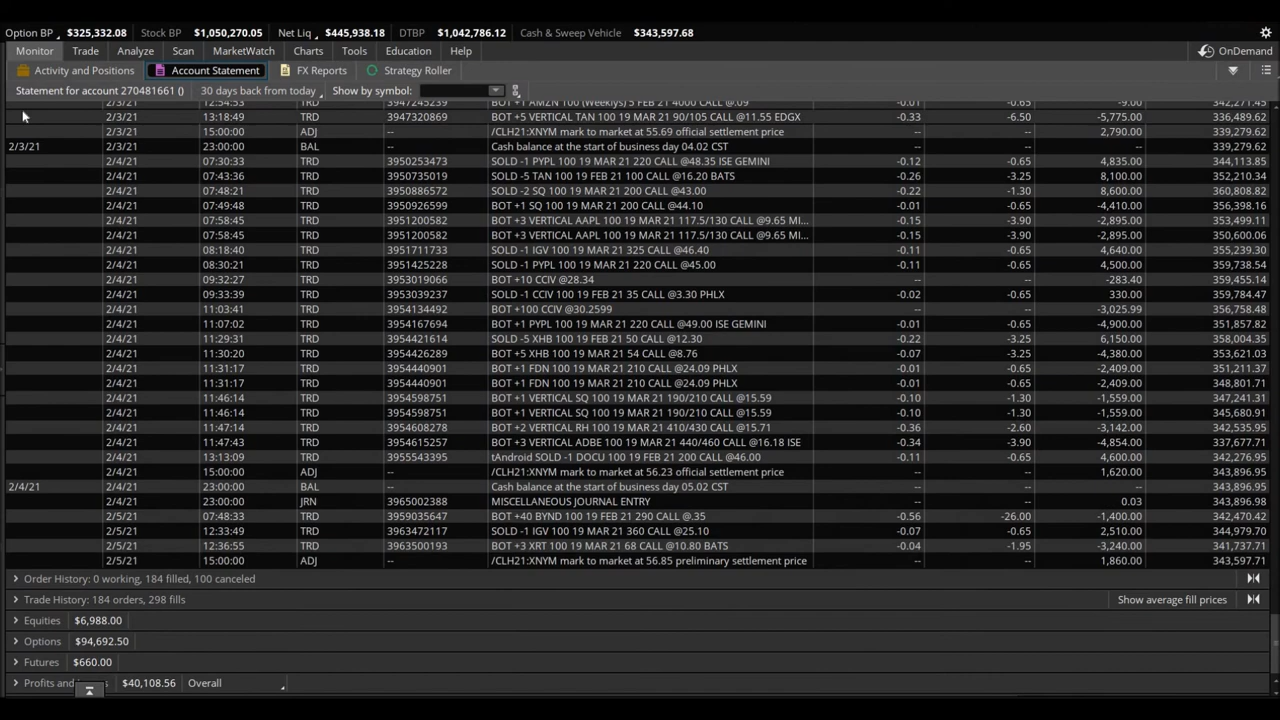 Option BP $325,332.08 Stock BP $1,050,270.05 Net Liq $445,938.18 DTBP $1,042,786.12 Cash & Sweep Vehicle $343,597.68
Monitor Trade Analyze Scan MarketWatch Charts Tools Education Help OnDemand
Activity and Positions Account Statement FX Reports Strategy Roller
Statement for account 270481661 () 30 days back from today Show by symbol:
2/3/21 12:54:53 TRD 3947245239 BOT +1 AMZN 100 (Weeklys) 5 FEB 21 4000 CALL @.09 -0.01 -0.65 -9.00 342,271.45
2/3/21 13:18:49 TRD 3947320869 BOT +5 VERTICAL TAN 100 19 MAR 21 90/105 CALL @11.55 EDGX -0.33 -6.50 -5,775.00 336,489.62
2/3/21 15:00:00 ADJ -- /CLH21:XNYM mark to market at 55.69 official settlement price -- -- 2,790.00 339,279.62
2/3/21 2/3/21 23:00:00 BAL -- Cash balance at the start of business day 04.02 CST -- -- -- 339,279.62
2/4/21 07:30:33 TRD 3950253473 SOLD -1 PYPL 100 19 MAR 21 220 CALL @48.35 ISE GEMINI -0.12 -0.65 4,835.00 344,113.85
2/4/21 07:43:36 TRD 3950735019 SOLD -5 TAN 100 19 FEB 21 100 CALL @16.20 BATS -0.26 -3.25 8,100.00 352,210.34
2/4/21 07:48:21 TRD 3950886572 SOLD -2 SQ 100 19 MAR 21 200 CALL @43.00 -0.22 -1.30 8,600.00 360,808.82
2/4/21 07:49:48 TRD 3950926599 BOT +1 SQ 100 19 MAR 21 200 CALL @44.10 -0.01 -0.65 -4,410.00 356,398.16
2/4/21 07:58:45 TRD 3951200582 BOT +3 VERTICAL AAPL 100 19 MAR 21 117.5/130 CALL @9.65 MI... -0.15 -3.90 -2,895.00 353,499.11
2/4/21 07:58:45 TRD 3951200582 BOT +3 VERTICAL AAPL 100 19 MAR 21 117.5/130 CALL @9.65 MI... -0.15 -3.90 -2,895.00 350,600.06
2/4/21 08:18:40 TRD 3951711733 SOLD -1 IGV 100 19 MAR 21 325 CALL @46.40 -0.11 -0.65 4,640.00 355,239.30
2/4/21 08:30:21 TRD 3951425228 SOLD -1 PYPL 100 19 MAR 21 220 CALL @45.00 -0.11 -0.65 4,500.00 359,738.54
2/4/21 09:32:27 TRD 3953019066 BOT +10 CCIV @28.34 -- -- -283.40 359,455.14
2/4/21 09:33:39 TRD 3953039237 SOLD -1 CCIV 100 19 FEB 21 35 CALL @3.30 PHLX -0.02 -0.65 330.00 359,784.47
2/4/21 11:03:41 TRD 3954134492 BOT +100 CCIV @30.2599 -- -- -3,025.99 356,758.48
2/4/21 11:07:02 TRD 3954167694 BOT +1 PYPL 100 19 MAR 21 220 CALL @49.00 ISE GEMINI -0.01 -0.65 -4,900.00 351,857.82
2/4/21 11:29:31 TRD 3954421614 SOLD -5 XHB 100 19 FEB 21 50 CALL @12.30 -0.22 -3.25 6,150.00 358,004.35
2/4/21 11:30:20 TRD 3954426289 BOT +5 XHB 100 19 MAR 21 54 CALL @8.76 -0.07 -3.25 -4,380.00 353,621.03
2/4/21 11:31:17 TRD 3954440901 BOT +1 FDN 100 19 MAR 21 210 CALL @24.09 PHLX -0.01 -0.65 -2,409.00 351,211.37
2/4/21 11:31:17 TRD 3954440901 BOT +1 FDN 100 19 MAR 21 210 CALL @24.09 PHLX -0.01 -0.65 -2,409.00 348,801.71
2/4/21 11:46:14 TRD 3954598751 BOT +1 VERTICAL SQ 100 19 MAR 21 190/210 CALL @15.59 -0.10 -1.30 -1,559.00 347,241.31
2/4/21 11:46:14 TRD 3954598751 BOT +1 VERTICAL SQ 100 19 MAR 21 190/210 CALL @15.59 -0.10 -1.30 -1,559.00 345,680.91
2/4/21 11:47:14 TRD 3954608278 BOT +2 VERTICAL RH 100 19 MAR 21 410/430 CALL @15.71 -0.36 -2.60 -3,142.00 342,535.95
2/4/21 11:47:43 TRD 3954615257 BOT +3 VERTICAL ADBE 100 19 MAR 21 440/460 CALL @16.18 ISE -0.34 -3.90 -4,854.00 337,677.71
2/4/21 13:13:09 TRD 3955543395 tAndroid SOLD -1 DOCU 100 19 FEB 21 200 CALL @46.00 -0.11 -0.65 4,600.00 342,276.95
2/4/21 15:00:00 ADJ -- /CLH21:XNYM mark to market at 56.23 official settlement price -- -- 1,620.00 343,896.95
2/4/21 2/4/21 23:00:00 BAL -- Cash balance at the start of business day 05.02 CST -- -- -- 343,896.95
2/4/21 23:00:00 JRN 3965002388 MISCELLANEOUS JOURNAL ENTRY -- -- 0.03 343,896.98
2/5/21 07:48:33 TRD 3959035647 BOT +40 BYND 100 19 FEB 21 290 CALL @.35 -0.56 -26.00 -1,400.00 342,470.42
2/5/21 12:33:49 TRD 3963472117 SOLD -1 IGV 100 19 MAR 21 360 CALL @25.10 -0.07 -0.65 2,510.00 344,979.70
2/5/21 12:36:55 TRD 3963500193 BOT +3 XRT 100 19 MAR 21 68 CALL @10.80 BATS -0.04 -1.95 -3,240.00 341,737.71
2/5/21 15:00:00 ADJ -- /CLH21:XNYM mark to market at 56.85 preliminary settlement price -- -- 1,860.00 343,597.71
Order History: 0 working, 184 filled, 100 canceled
Trade History: 184 orders, 298 fills Show average fill prices
Equities $6,988.00
Options $94,692.50
Futures $660.00
Profits and $40,108.56 Overall